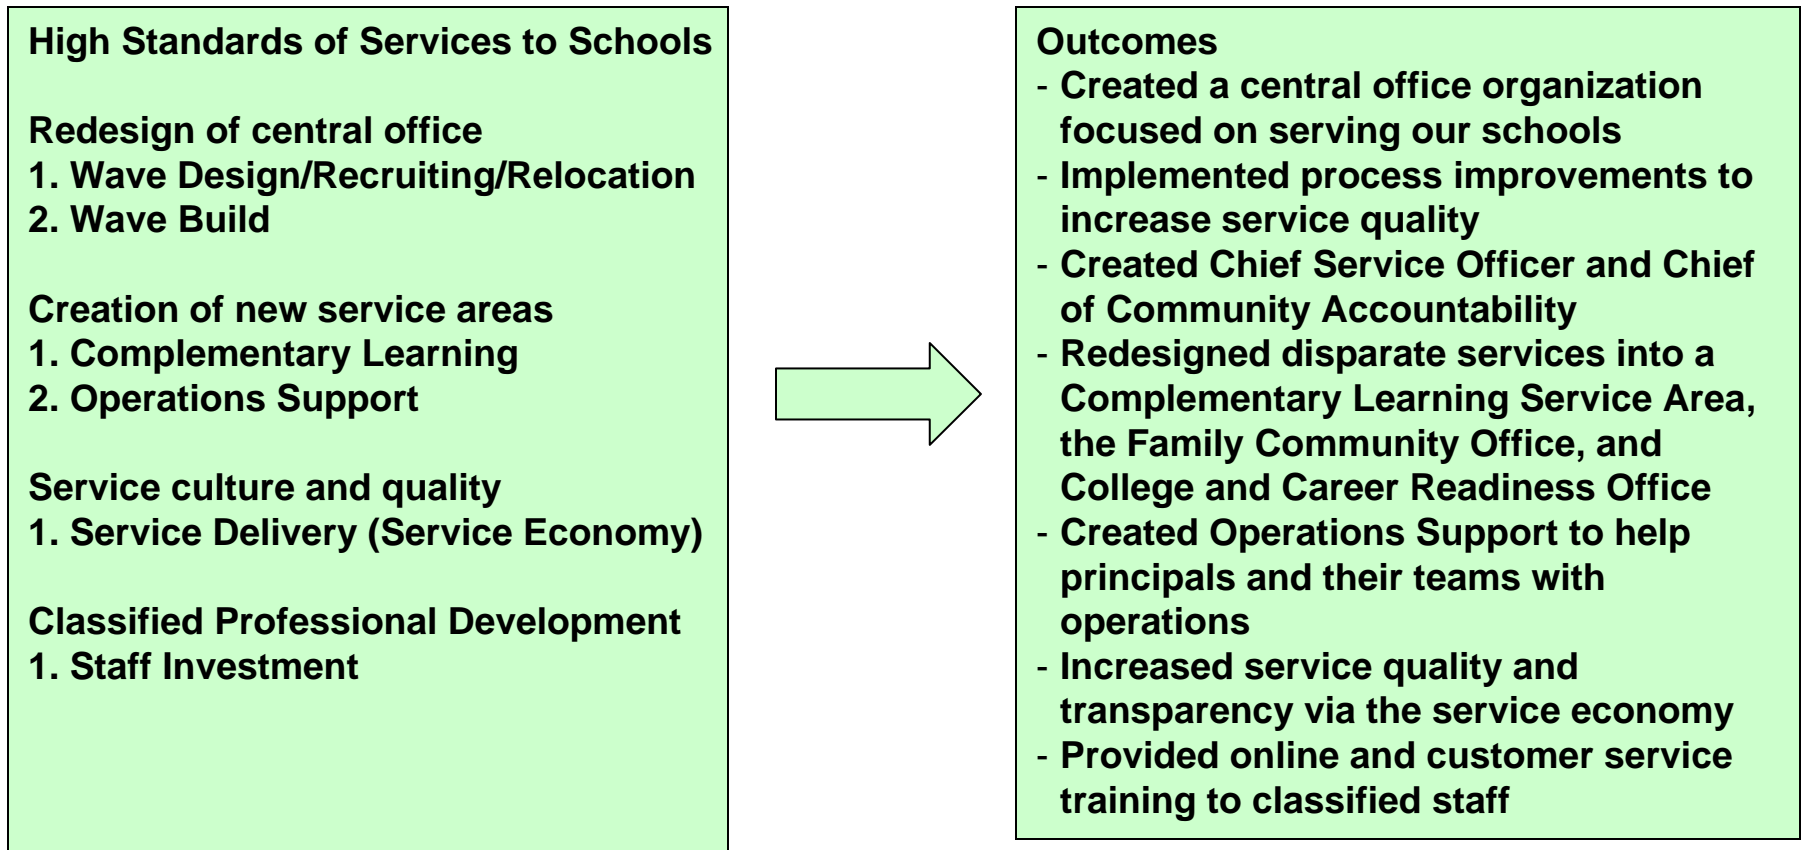 High Standards of Services to Schools
Redesign of central office
1. Wave Design/Recruiting/Relocation
2. Wave Build
Creation of new service areas
1. Complementary Learning
2. Operations Support
Service culture and quality
1. Service Delivery (Service Economy)
Classified Professional Development
1. Staff Investment
Outcomes
- Created a central office organization
focused on serving our schools
- Implemented process improvements to
increase service quality
- Created Chief Service Officer and Chief
of Community Accountability
- Redesigned disparate services into a
Complementary Learning Service Area,
the Family Community Office, and
College and Career Readiness Office
- Created Operations Support to help
principals and their teams with
operations
- Increased service quality and
transparency via the service economy
- Provided online and customer service
training to classified staff